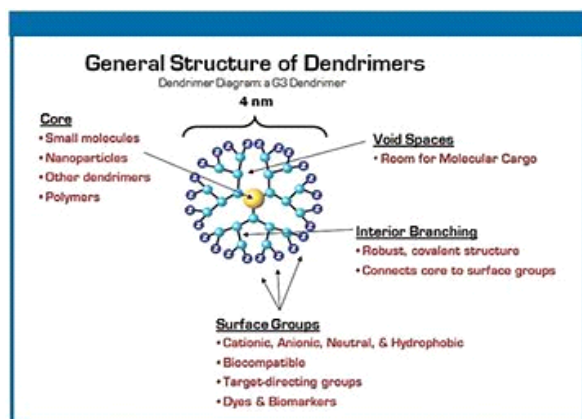 General Structure of Dendrimers
Dendrimer Diagram: a G3 Dendrimer
4 nm
Core
• Small molecules
• Nanoparticles
• Other dendrimers
• Polymers
Void Spaces
• Room for Molecular Cargo
Interior Branching
• Robust, covalent structure
• Connects core to surface groups
Surface Groups
• Cationic, Anionic, Neutral, & Hydrophobic
• Biocompatible
• Target-directing groups
• Dyes & Biomarkers